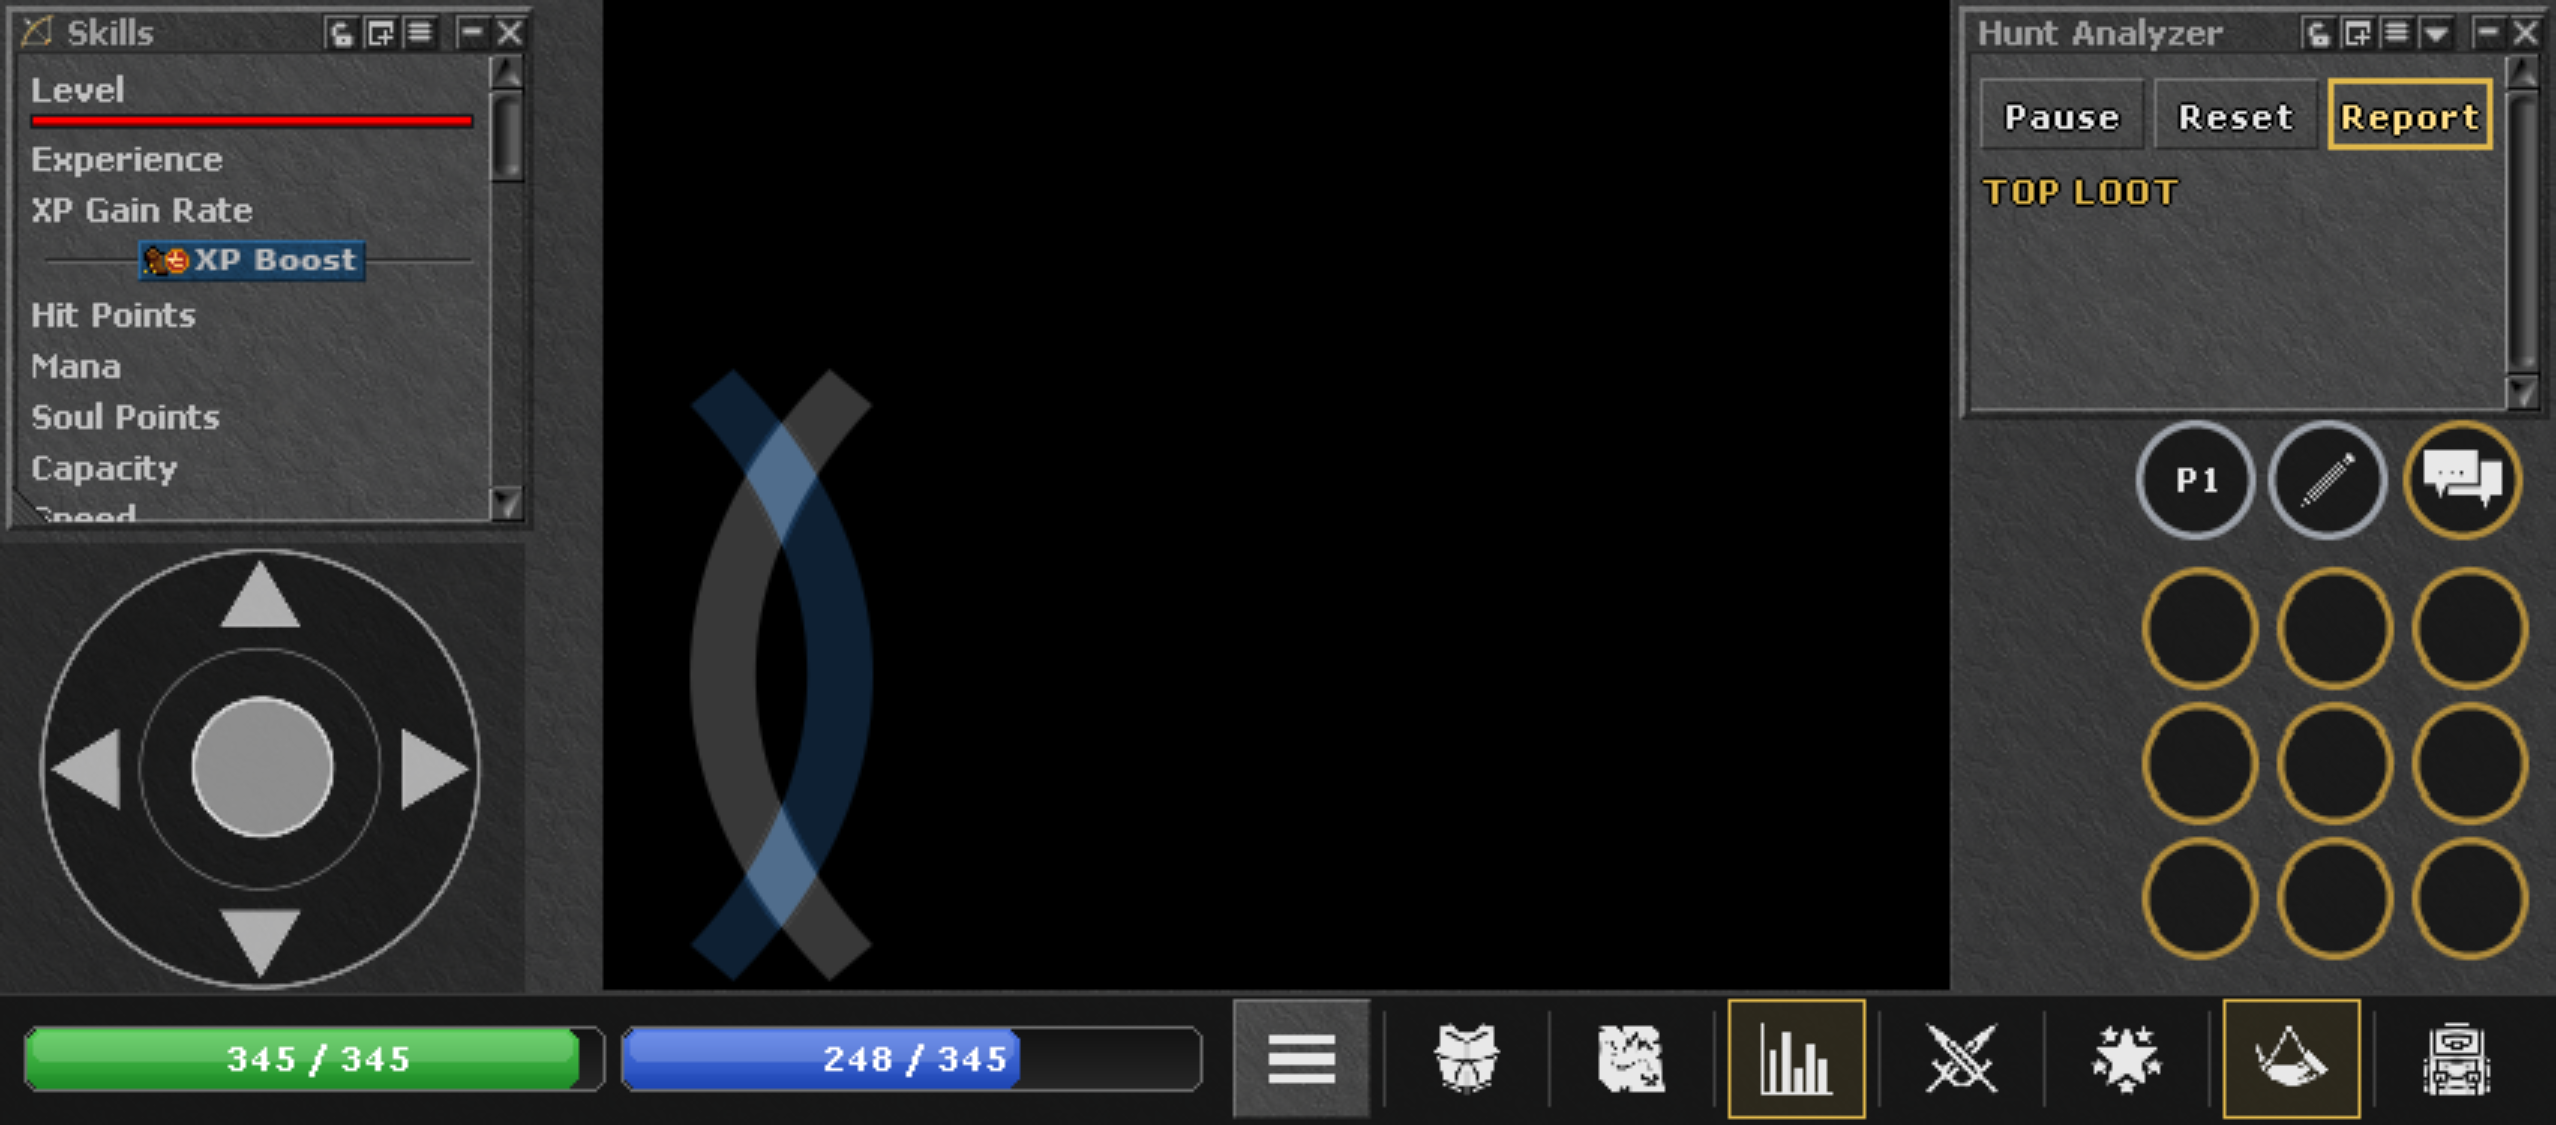 Skills
Level
Experience
XP Gain Rate
XP Boost
Hit Points
Mana
Soul Points
Capacity
Speed
Hunt Analyzer
Pause Reset Report
TOP LOOT
P1
345 / 345
248 / 345